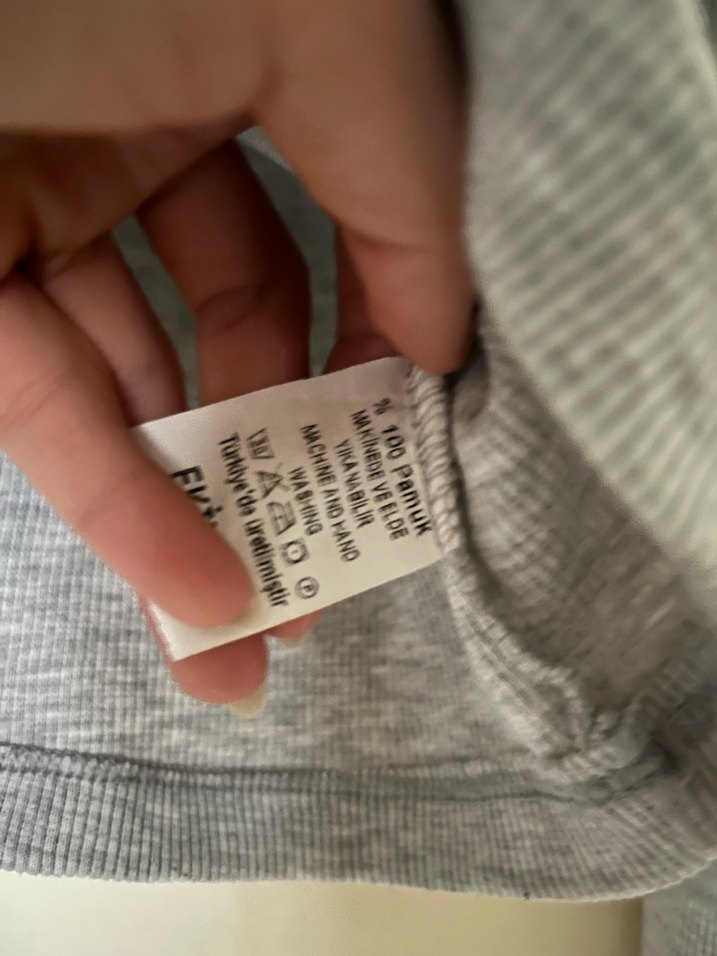 % 100 Pamuk
MAKİNEDE VE ELDE
YIKANABİLİR
MACHINE AND HAND
WASHING
P
Türkiye'de üretilmiştir